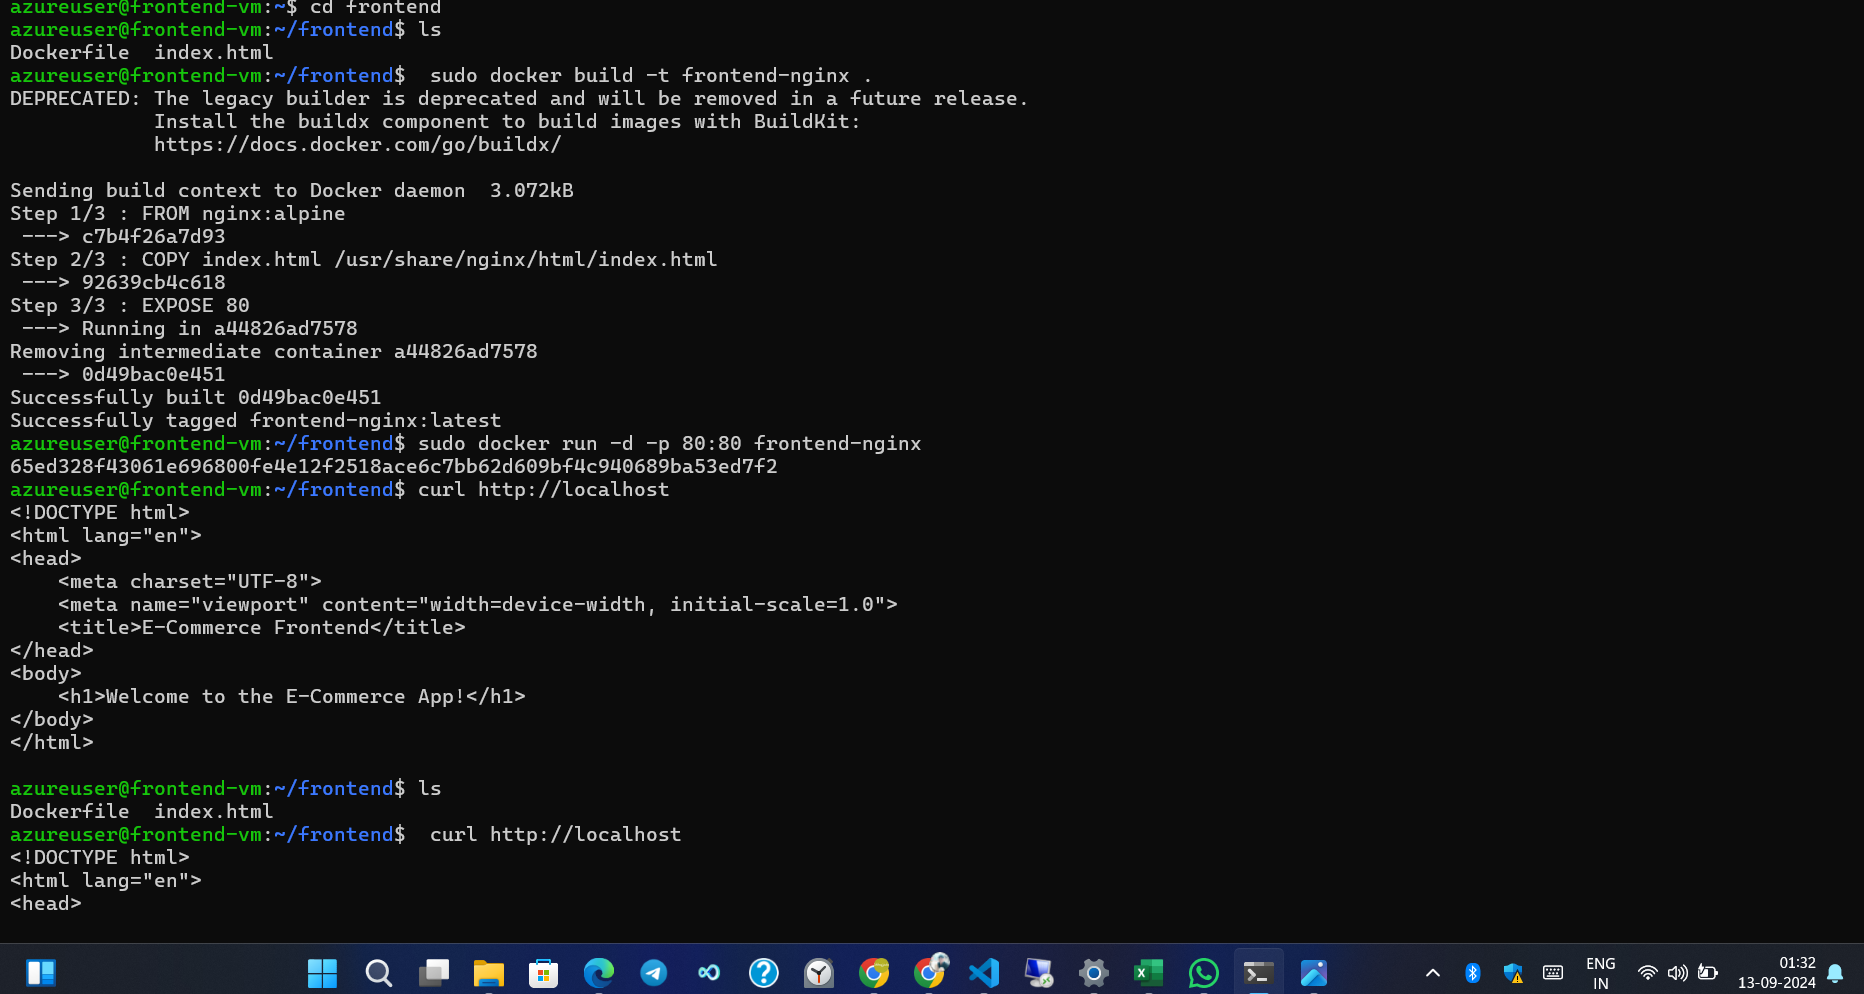 azureuser@frontend-vm:~$ cd frontend
azureuser@frontend-vm:~/frontend$ ls
Dockerfile  index.html
azureuser@frontend-vm:~/frontend$  sudo docker build -t frontend-nginx .
DEPRECATED: The legacy builder is deprecated and will be removed in a future release.
            Install the buildx component to build images with BuildKit:
            https://docs.docker.com/go/buildx/

Sending build context to Docker daemon  3.072kB
Step 1/3 : FROM nginx:alpine
 ---> c7b4f26a7d93
Step 2/3 : COPY index.html /usr/share/nginx/html/index.html
 ---> 92639cb4c618
Step 3/3 : EXPOSE 80
 ---> Running in a44826ad7578
Removing intermediate container a44826ad7578
 ---> 0d49bac0e451
Successfully built 0d49bac0e451
Successfully tagged frontend-nginx:latest
azureuser@frontend-vm:~/frontend$ sudo docker run -d -p 80:80 frontend-nginx
65ed328f43061e696800fe4e12f2518ace6c7bb62d609bf4c940689ba53ed7f2
azureuser@frontend-vm:~/frontend$ curl http://localhost
<!DOCTYPE html>
<html lang="en">
<head>
    <meta charset="UTF-8">
    <meta name="viewport" content="width=device-width, initial-scale=1.0">
    <title>E-Commerce Frontend</title>
</head>
<body>
    <h1>Welcome to the E-Commerce App!</h1>
</body>
</html>

azureuser@frontend-vm:~/frontend$ ls
Dockerfile  index.html
azureuser@frontend-vm:~/frontend$  curl http://localhost
<!DOCTYPE html>
<html lang="en">
<head>
ENG
IN
01:32
13-09-2024